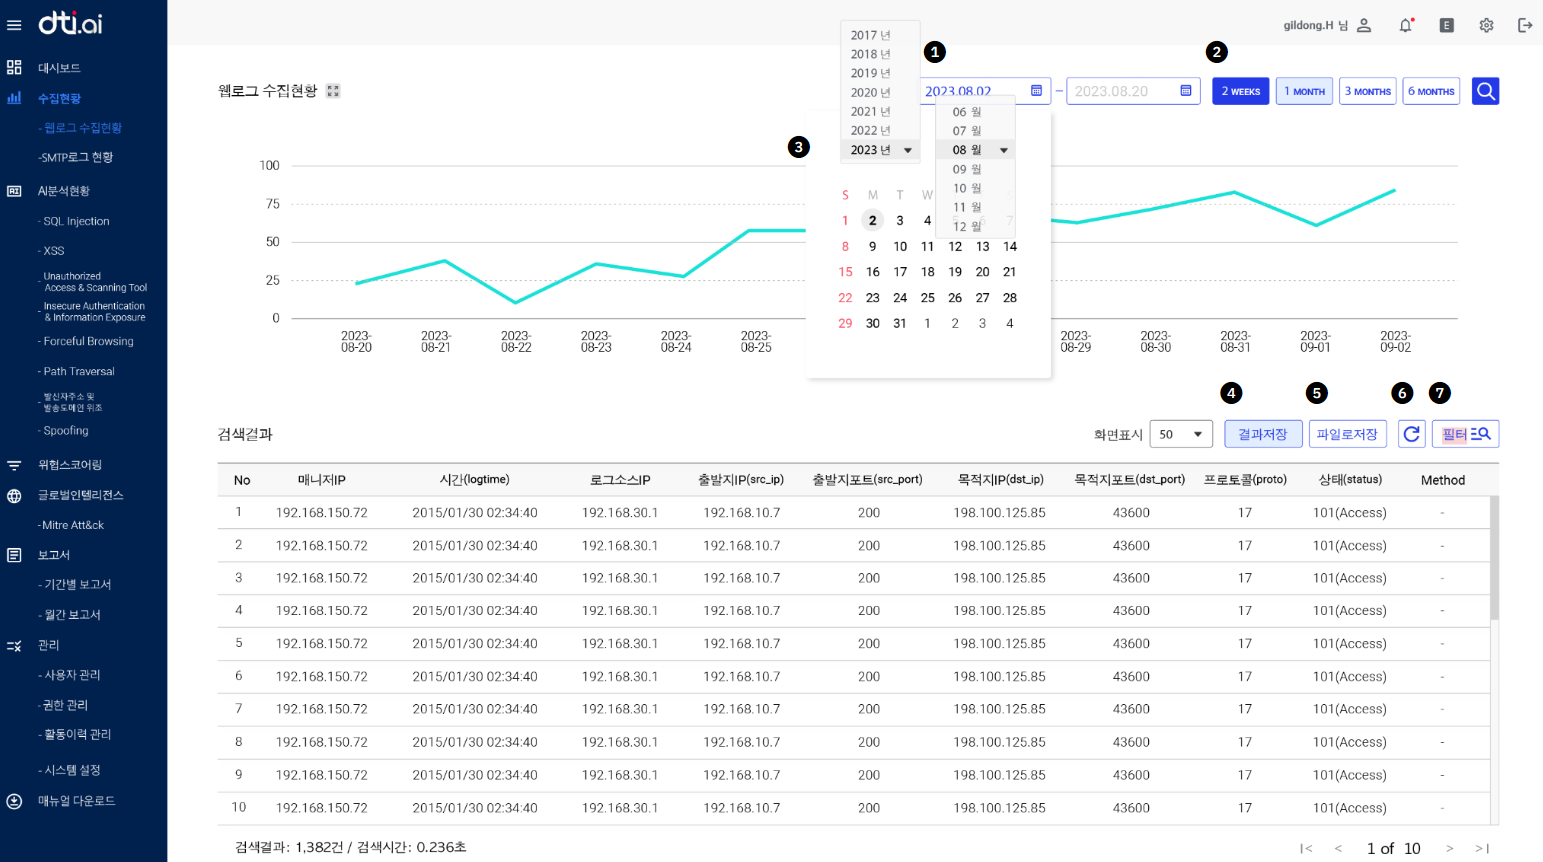 dti.ai
gildong.H 님
E
대시보드
수집현황
- 웹로그 수집현황
-SMTP로그 현황
AI분석현황
- SQL Injection
- XSS
- Unauthorized
Access & Scanning Tool
- Insecure Authentication
& Information Exposure
- Forceful Browsing
- Path Traversal
- 발신자주소 및
발송도메인 위조
- Spoofing
위험스코어링
글로벌인텔리전스
- Mitre Att&ck
보고서
- 기간별 보고서
- 월간 보고서
관리
- 사용자 관리
- 권한 관리
- 활동이력 관리
- 시스템 설정
매뉴얼 다운로드
웹로그 수집현황
1
2
2023.08.02 – 2023.08.20 2 WEEKS 1 MONTH 3 MONTHS 6 MONTHS
3
2017 년
2018 년
2019 년
2020 년
2021 년
2022 년
2023 년
06 월
07 월
08 월
09 월
10 월
11 월
12 월
S M T W
1 2 3 4 5 6 7
8 9 10 11 12 13 14
15 16 17 18 19 20 21
22 23 24 25 26 27 28
29 30 31 1 2 3 4
100
75
50
25
0
2023-08-20 2023-08-21 2023-08-22 2023-08-23 2023-08-24 2023-08-25 2023-08-29 2023-08-30 2023-08-31 2023-09-01 2023-09-02
4 5 6 7
검색결과 화면표시 50 결과저장 파일로저장 필터
No 매니저IP 시간(logtime) 로그소스IP 출발지IP(src_ip) 출발지포트(src_port) 목적지IP(dst_ip) 목적지포트(dst_port) 프로토콜(proto) 상태(status) Method
1 192.168.150.72 2015/01/30 02:34:40 192.168.30.1 192.168.10.7 200 198.100.125.85 43600 17 101(Access) -
2 192.168.150.72 2015/01/30 02:34:40 192.168.30.1 192.168.10.7 200 198.100.125.85 43600 17 101(Access) -
3 192.168.150.72 2015/01/30 02:34:40 192.168.30.1 192.168.10.7 200 198.100.125.85 43600 17 101(Access) -
4 192.168.150.72 2015/01/30 02:34:40 192.168.30.1 192.168.10.7 200 198.100.125.85 43600 17 101(Access) -
5 192.168.150.72 2015/01/30 02:34:40 192.168.30.1 192.168.10.7 200 198.100.125.85 43600 17 101(Access) -
6 192.168.150.72 2015/01/30 02:34:40 192.168.30.1 192.168.10.7 200 198.100.125.85 43600 17 101(Access) -
7 192.168.150.72 2015/01/30 02:34:40 192.168.30.1 192.168.10.7 200 198.100.125.85 43600 17 101(Access) -
8 192.168.150.72 2015/01/30 02:34:40 192.168.30.1 192.168.10.7 200 198.100.125.85 43600 17 101(Access) -
9 192.168.150.72 2015/01/30 02:34:40 192.168.30.1 192.168.10.7 200 198.100.125.85 43600 17 101(Access) -
10 192.168.150.72 2015/01/30 02:34:40 192.168.30.1 192.168.10.7 200 198.100.125.85 43600 17 101(Access) -
검색결과: 1,382건 / 검색시간: 0.236초
|< < 1 of 10 > >|